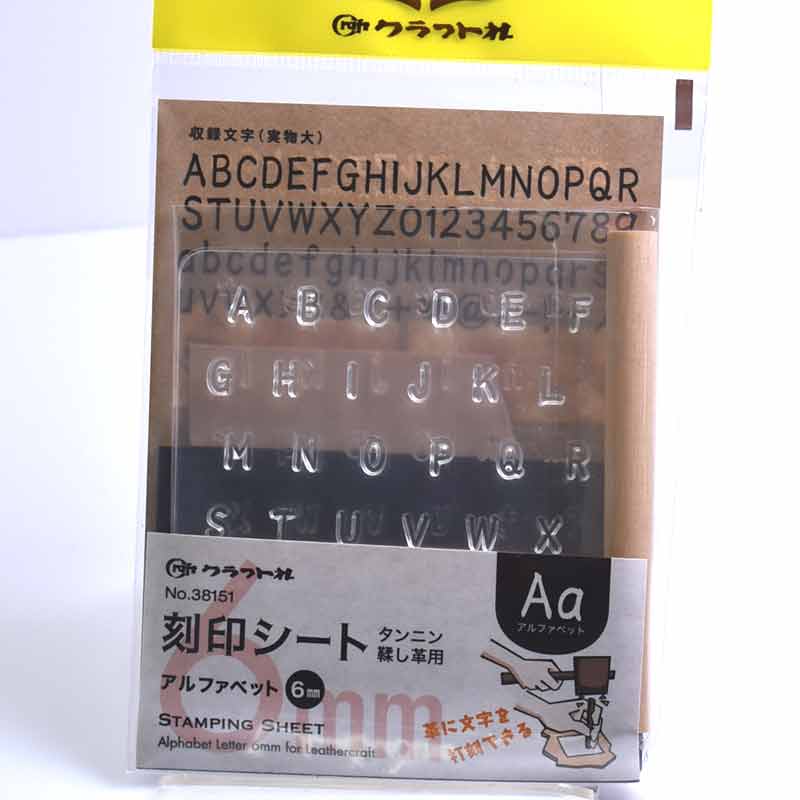 クラフト社
収録文字(実物大)
ABCDEFGHIJKLMNOPQR
STUVWXYZ0123456789
abcdefghijklmnopqrs
A B C D E F
G H I J K L
M N O P Q R
S T U V W X
クラフト社
No.38151
刻印シート タンニン鞣し革用
アルファベット 6mm
6mm
STAMPING SHEET
Alphabet Letter 6mm for Leathercraft
Aa
アルファベット
革に文字を
打刻できる